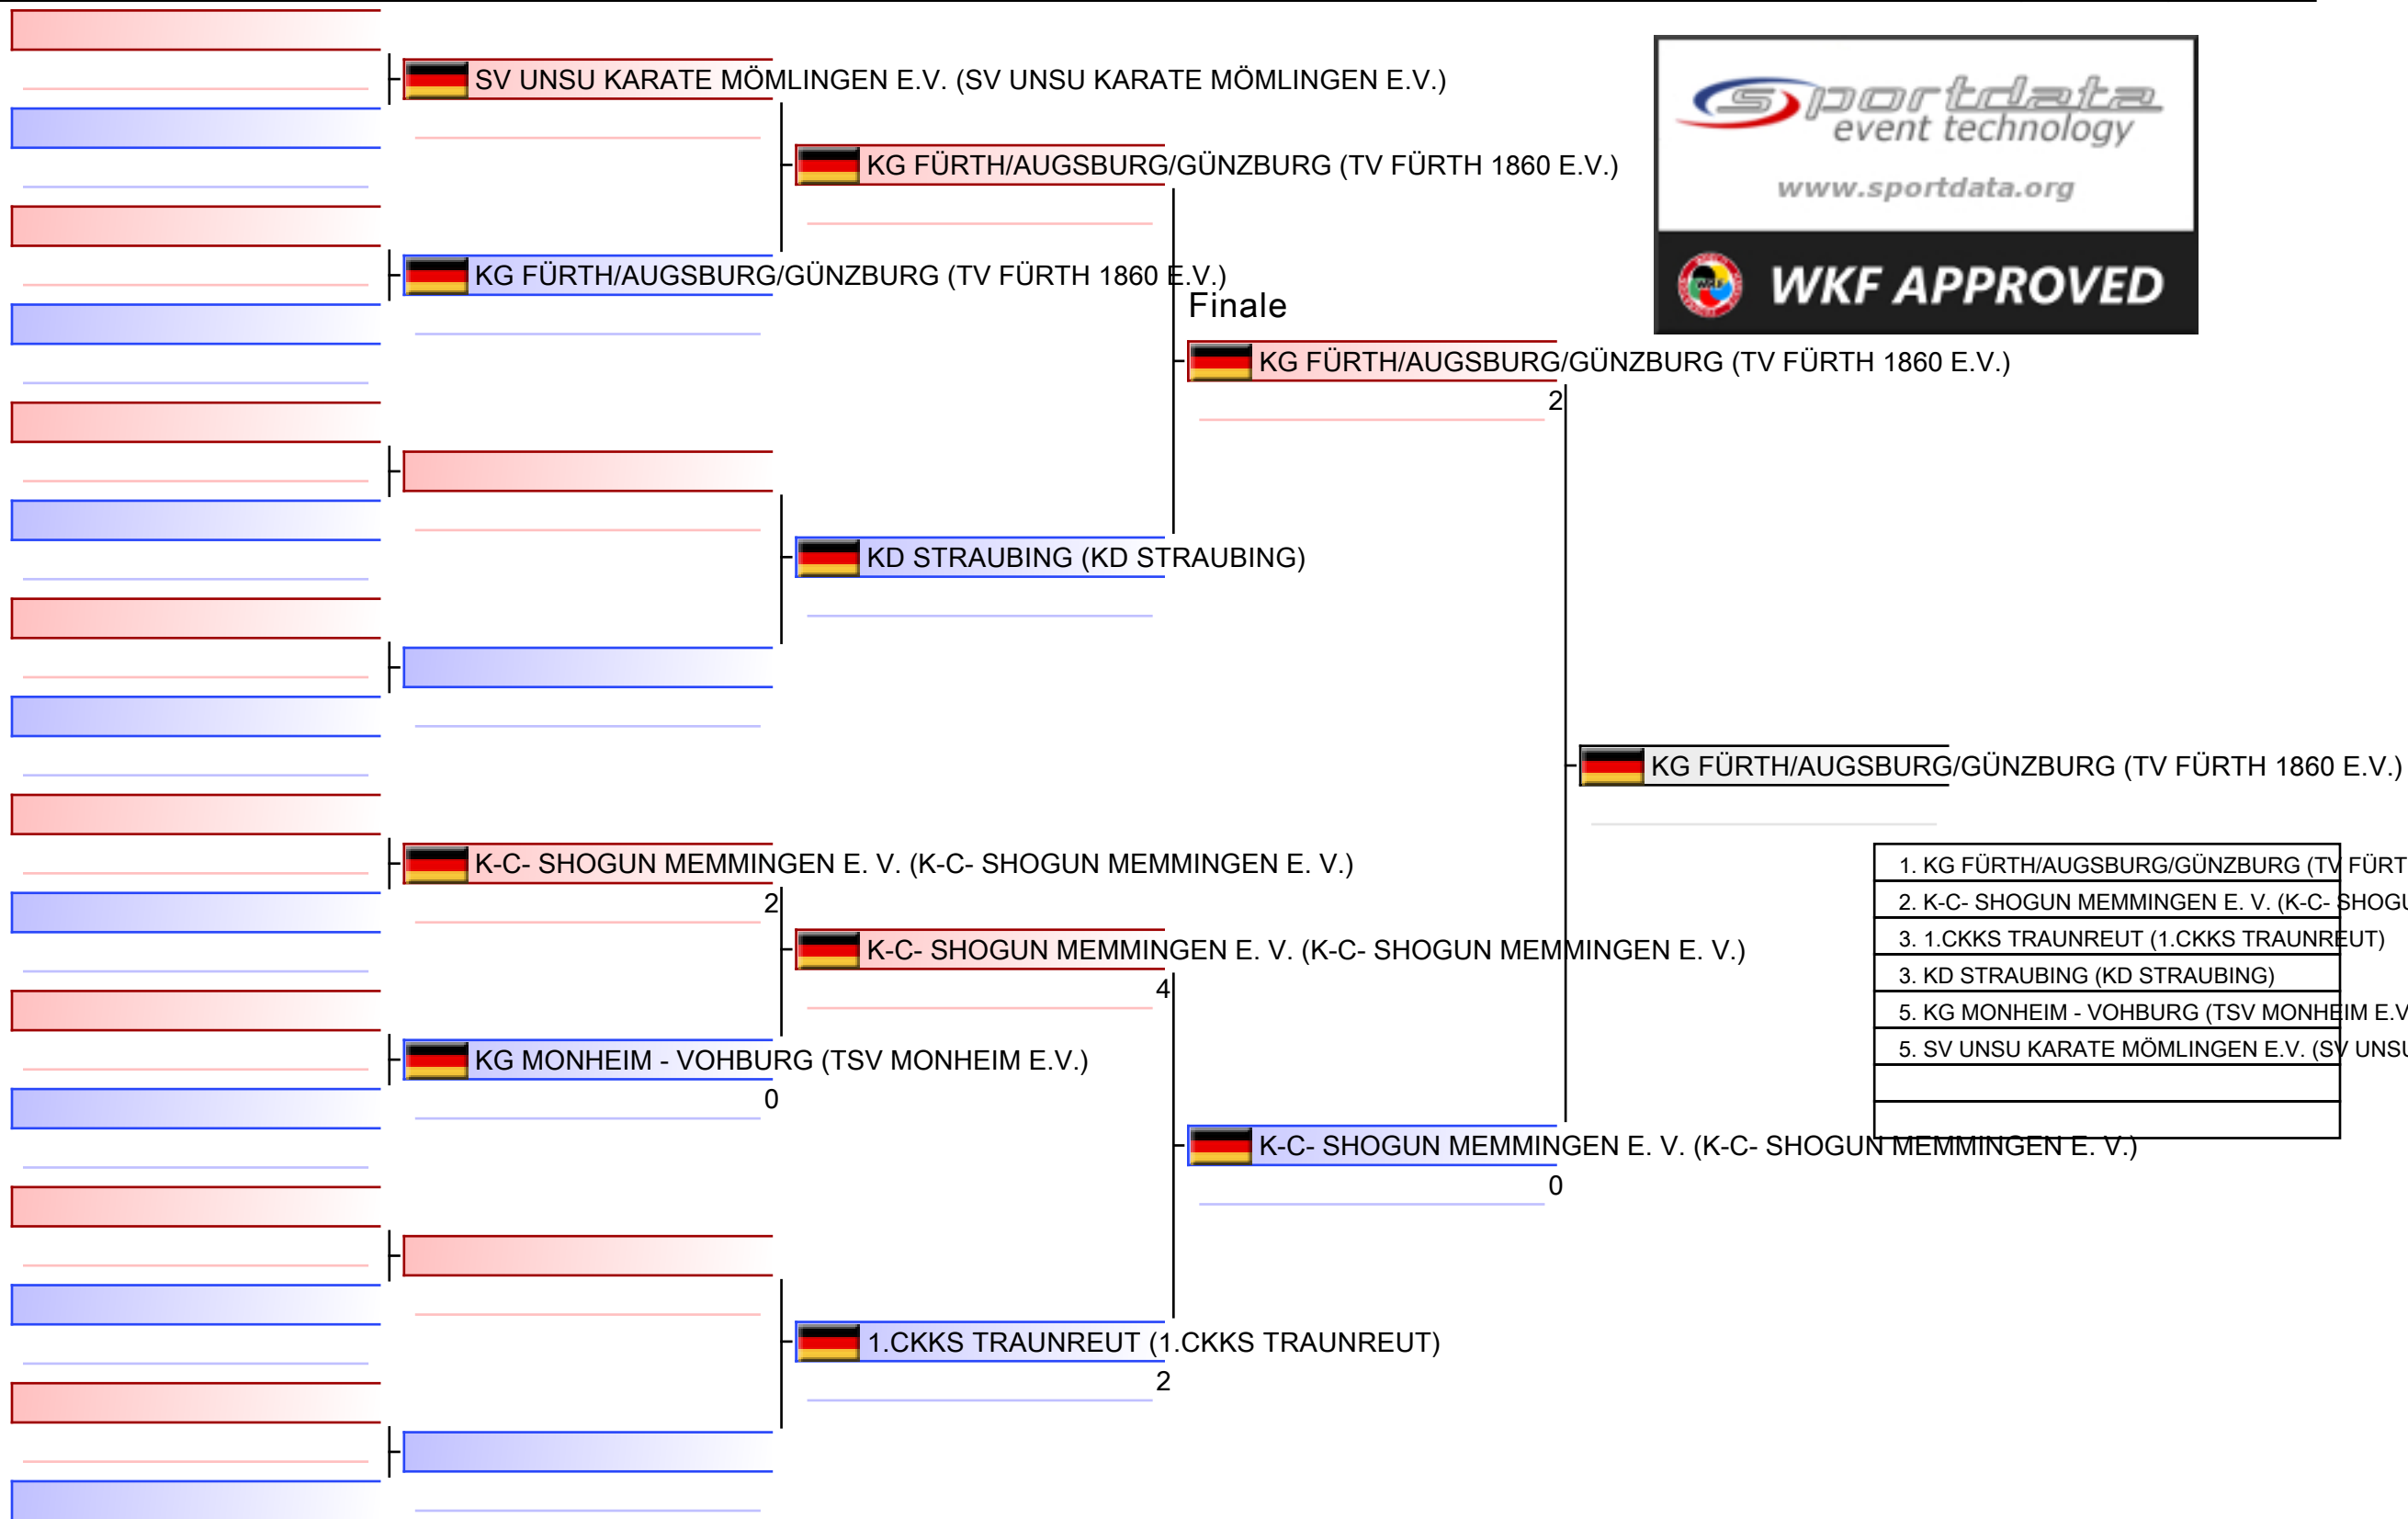 SV UNSU KARATE MÖMLINGEN E.V. (SV UNSU KARATE MÖMLINGEN E.V.)
sportdata
event technology
www.sportdata.org
WKF APPROVED
KG FÜRTH/AUGSBURG/GÜNZBURG (TV FÜRTH 1860 E.V.)
KG FÜRTH/AUGSBURG/GÜNZBURG (TV FÜRTH 1860 E.V.)
Finale
KG FÜRTH/AUGSBURG/GÜNZBURG (TV FÜRTH 1860 E.V.)
2
KD STRAUBING (KD STRAUBING)
KG FÜRTH/AUGSBURG/GÜNZBURG (TV FÜRTH 1860 E.V.)
K-C- SHOGUN MEMMINGEN E. V. (K-C- SHOGUN MEMMINGEN E. V.)
2
K-C- SHOGUN MEMMINGEN E. V. (K-C- SHOGUN MEMMINGEN E. V.)
4
KG MONHEIM - VOHBURG (TSV MONHEIM E.V.)
0
K-C- SHOGUN MEMMINGEN E. V. (K-C- SHOGUN MEMMINGEN E. V.)
0
1.CKKS TRAUNREUT (1.CKKS TRAUNREUT)
2
1. KG FÜRTH/AUGSBURG/GÜNZBURG (TV FÜRT
2. K-C- SHOGUN MEMMINGEN E. V. (K-C- SHOGU
3. 1.CKKS TRAUNREUT (1.CKKS TRAUNREUT)
3. KD STRAUBING (KD STRAUBING)
5. KG MONHEIM - VOHBURG (TSV MONHEIM E.V
5. SV UNSU KARATE MÖMLINGEN E.V. (SV UNSU